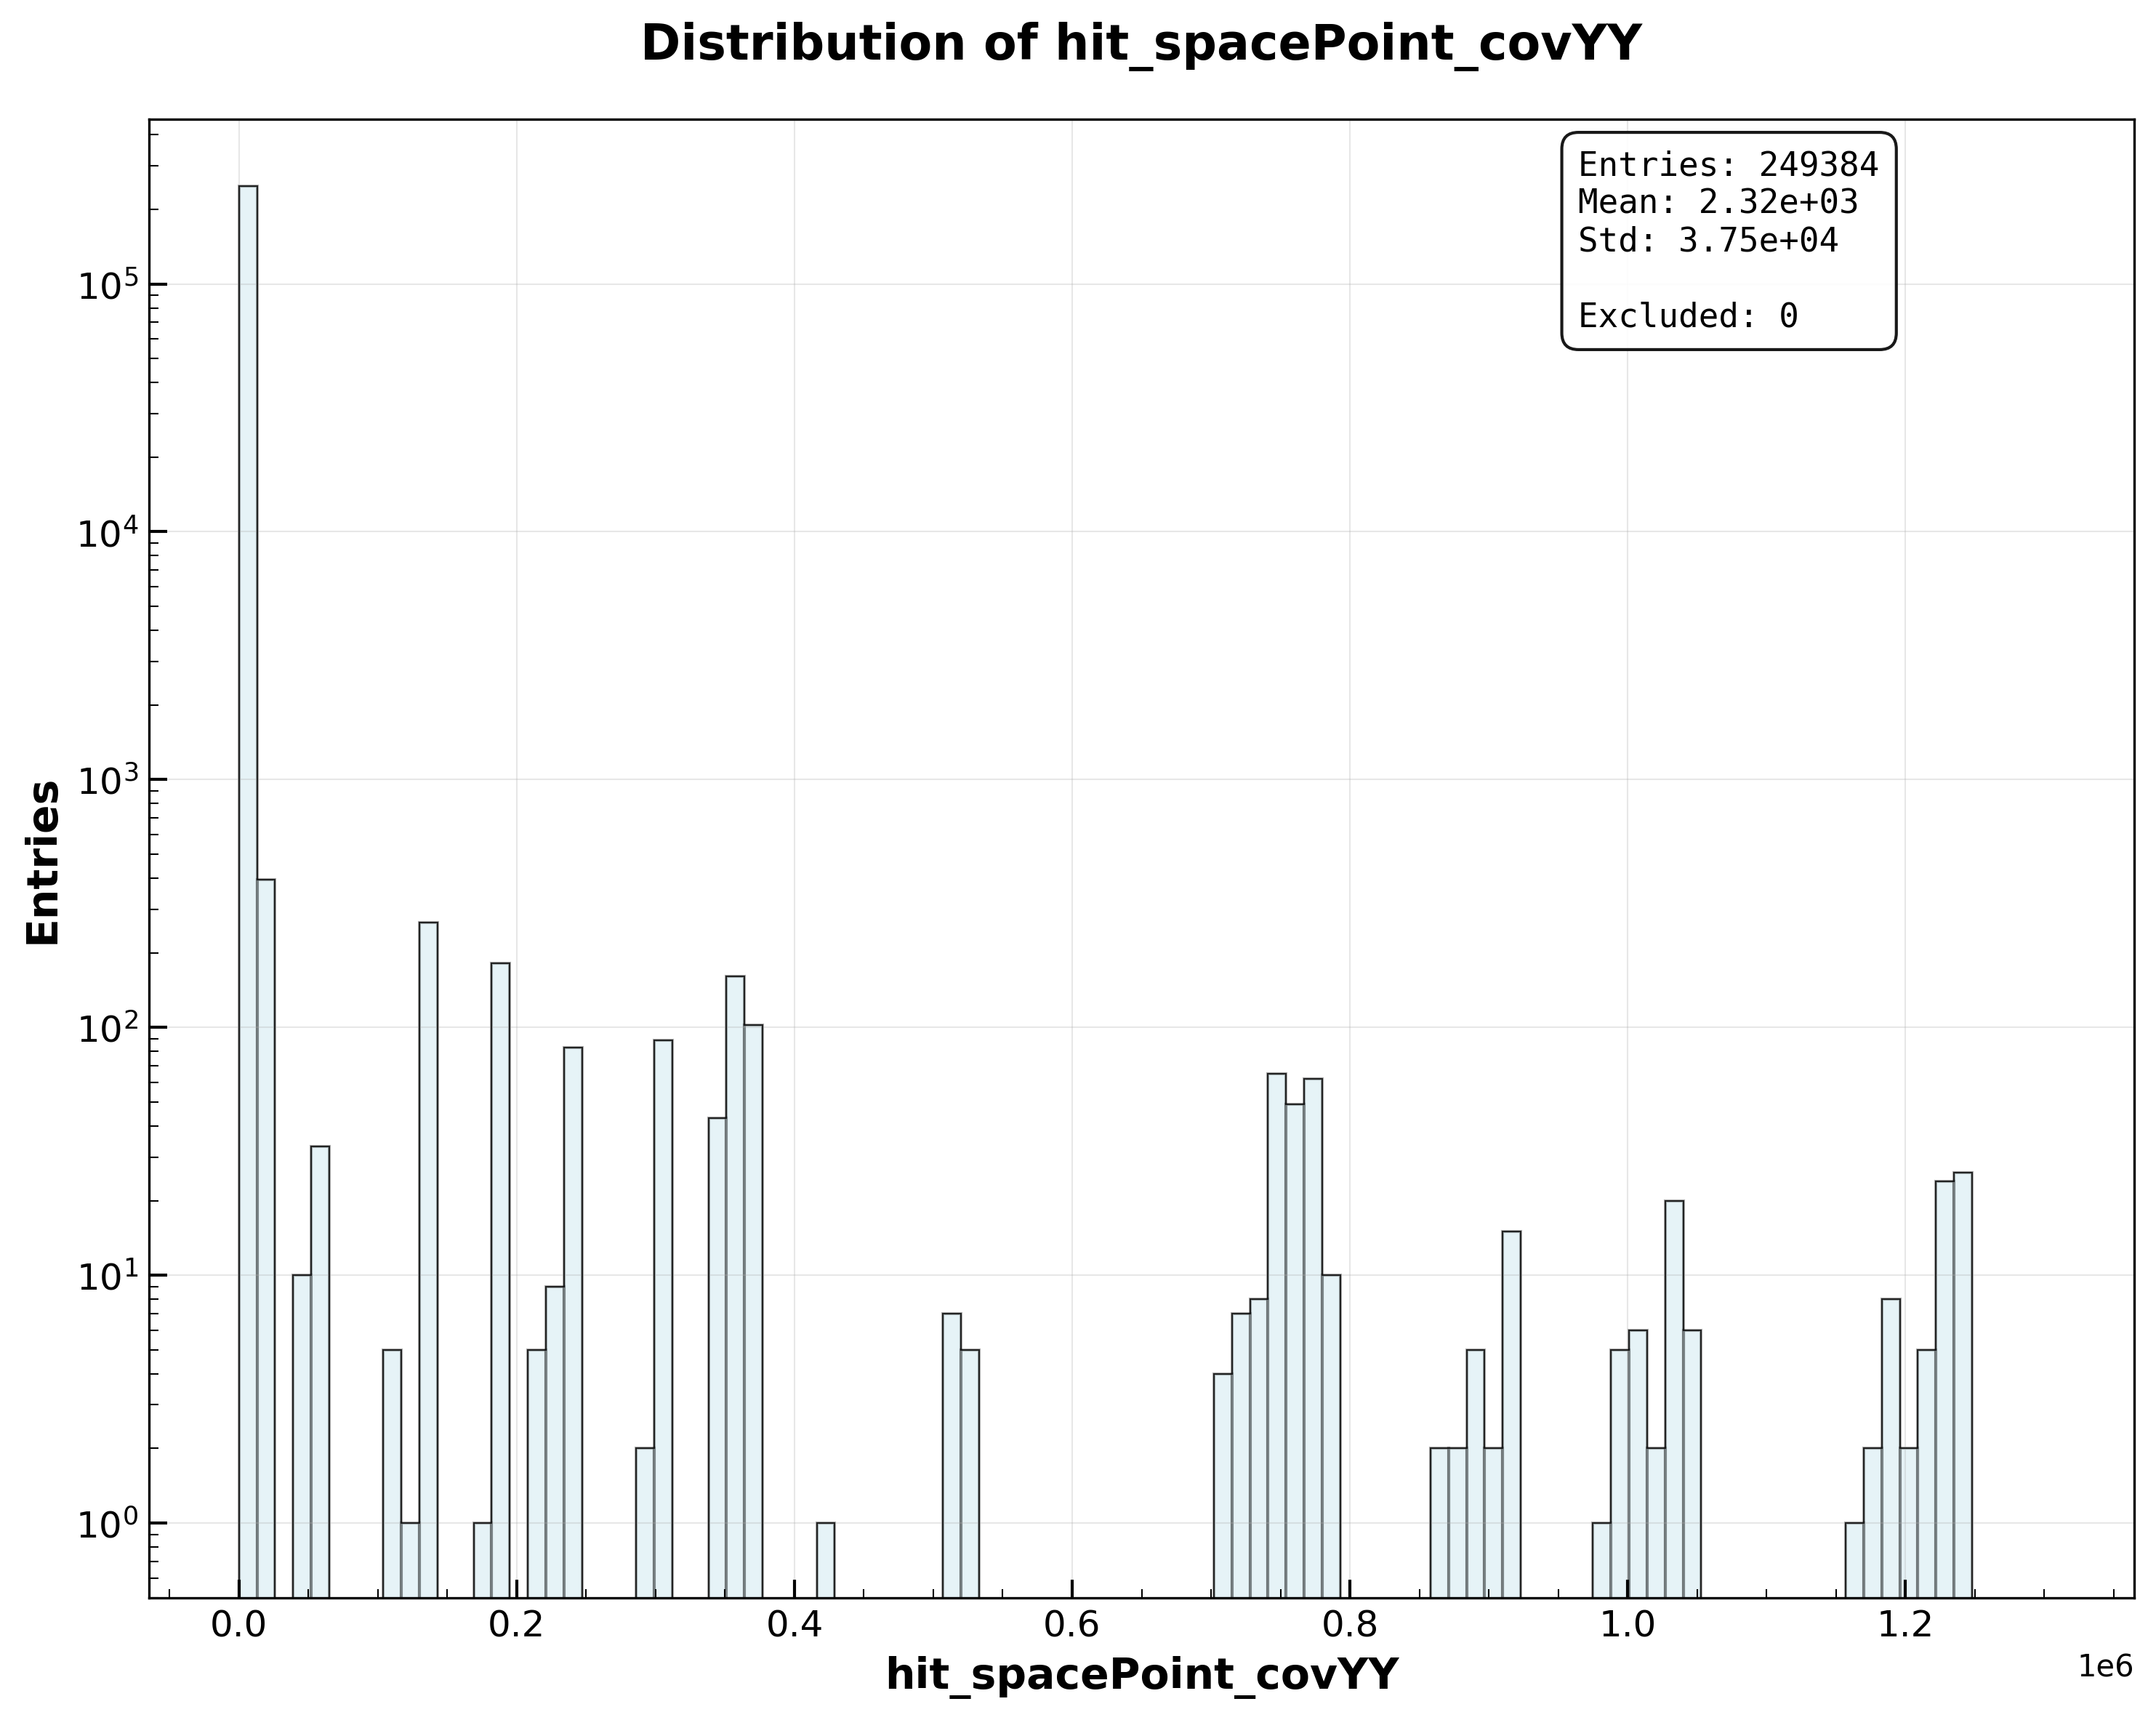 Distribution of hit_spacePoint_covYY
Entries: 249384
Mean: 2.32e+03
Std: 3.75e+04
Excluded: 0
10^5
10^4
10^3
10^2
10^1
10^0
Entries
0.0 0.2 0.4 0.6 0.8 1.0 1.2
1e6
hit_spacePoint_covYY